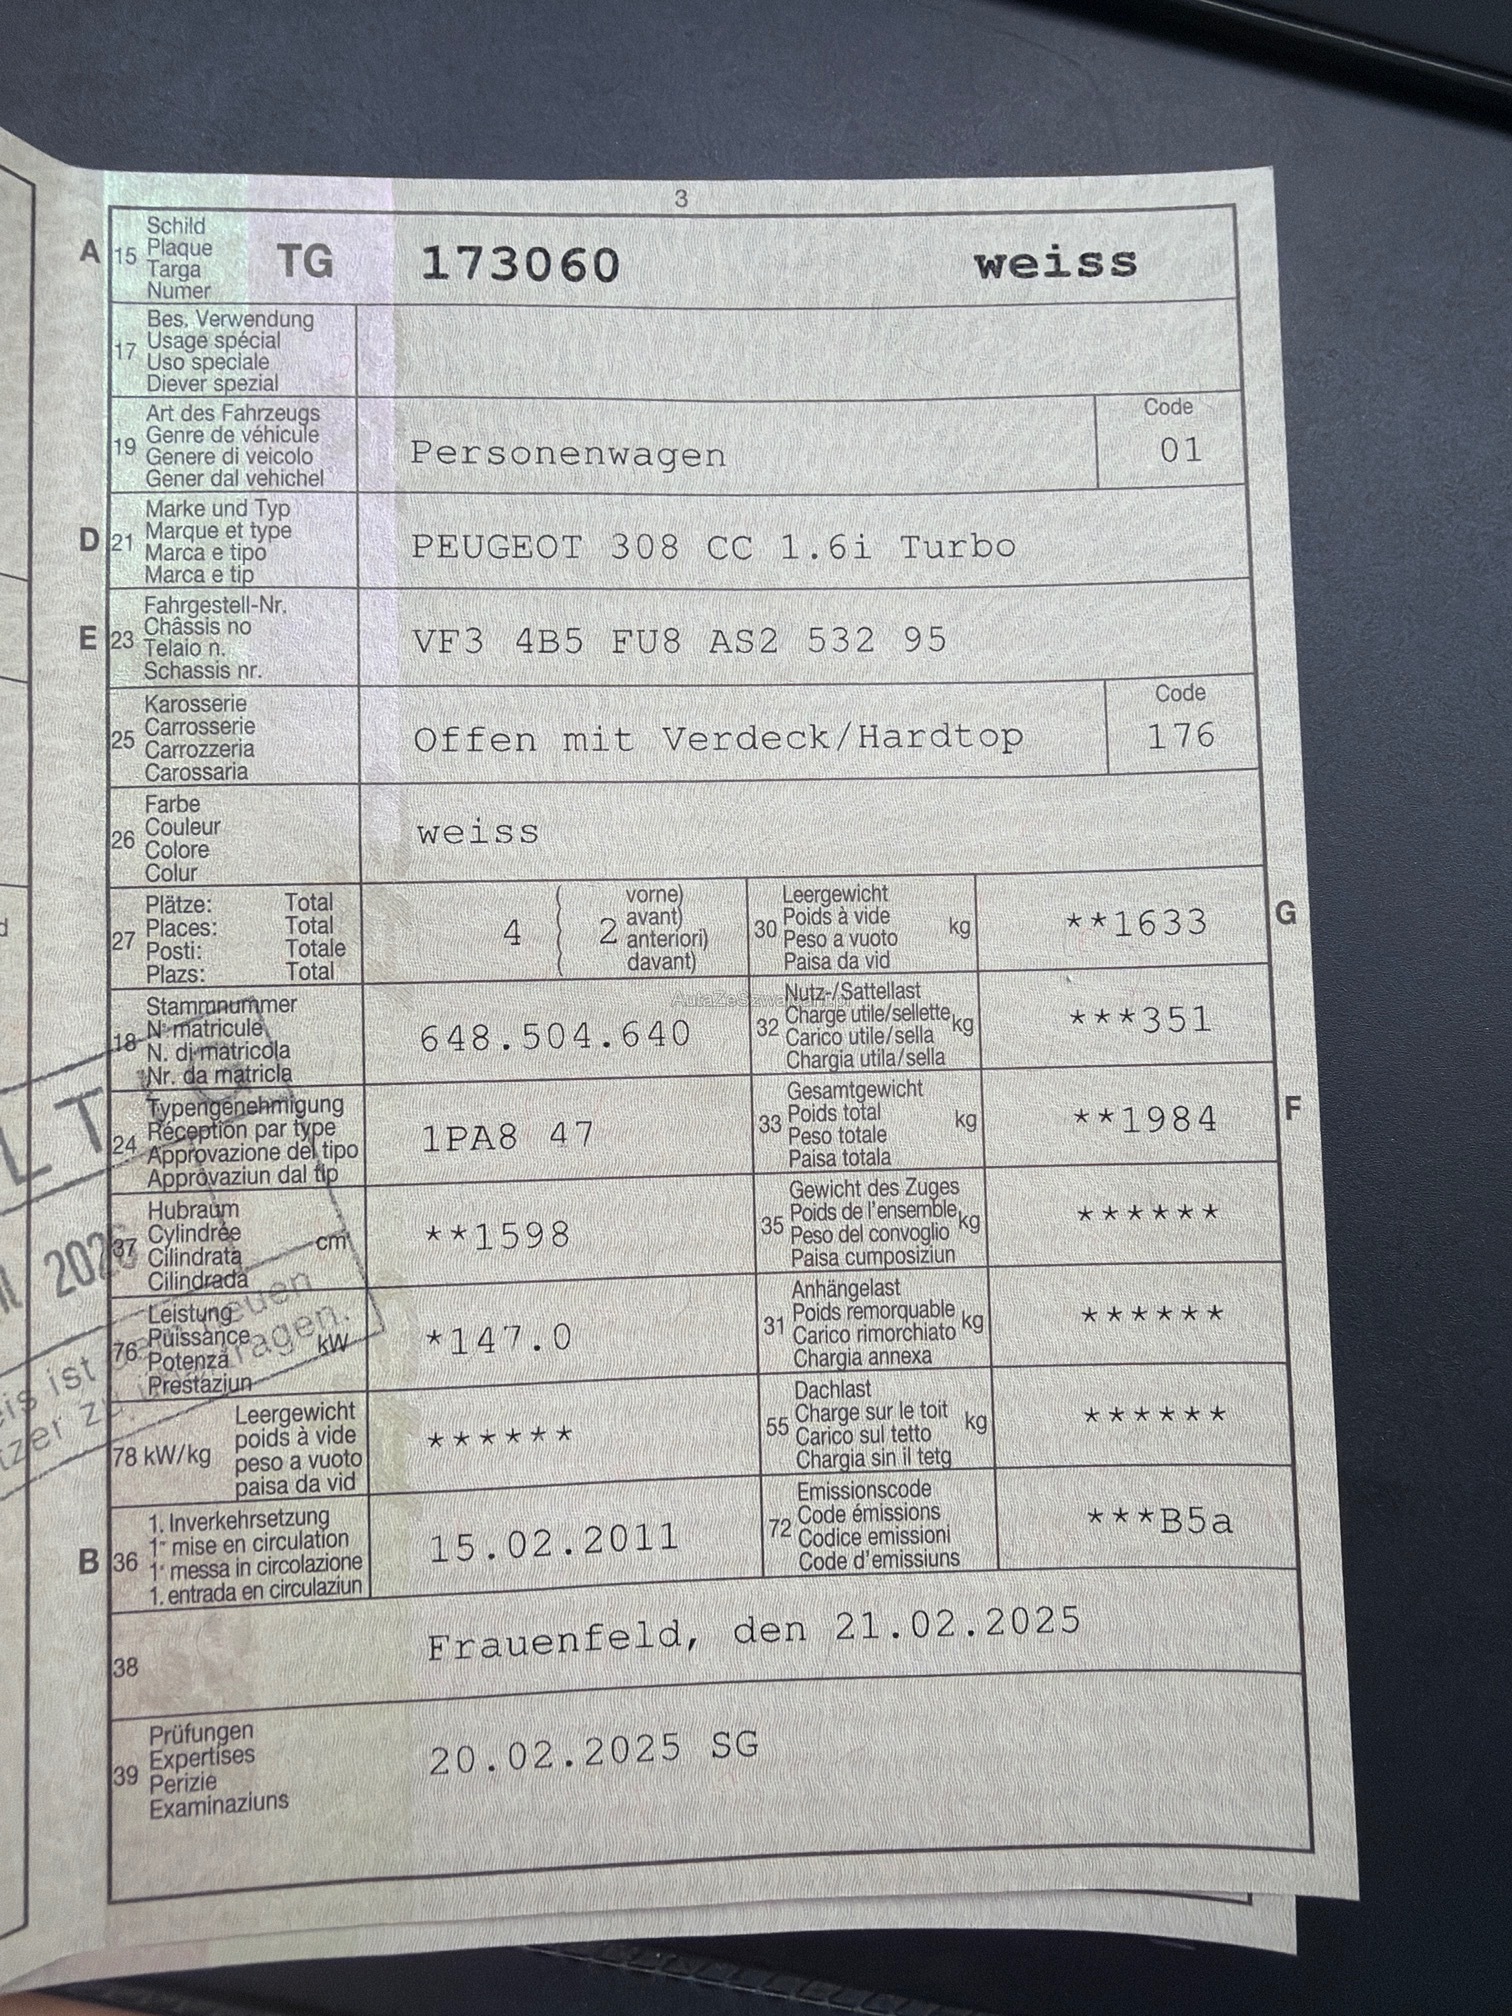 3
A 15 Schild TG 173060 weiss
Plaque
Targa
Numer
17 Bes. Verwendung
Usage spécial
Uso speciale
Diever spezial
19 Art des Fahrzeugs Personenwagen Code 01
Genre de véhicule
Genere di veicolo
Gener dal vehichel
D 21 Marke und Typ PEUGEOT 308 CC 1.6i Turbo
Marque et type
Marca e tipo
Marca e tip
E 23 Fahrgestell-Nr. VF3 4B5 FU8 AS2 532 95
Châssis no
Telaio n.
Schassis nr.
25 Karosserie Offen mit Verdeck/Hardtop Code 176
Carrosserie
Carrozzeria
Carossaria
26 Farbe weiss
Couleur
Colore
Colur
27 Plätze: Total 4 ( 2 vorne)
Places: Total avant)
Posti: Totale anteriori)
Plazs: Total davant)
30 Leergewicht kg **1633 G
Poids à vide
Peso a vuoto
Paisa da vid
18 Stammnummer 648.504.640
N° matricule
N. di matricola
Nr. da matricla
32 Nutz-/Sattellast kg ***351
Charge utile/sellette
Carico utile/sella
Chargia utila/sella
24 Typengenehmigung 1PA8 47
Réception par type
Approvazione del tipo
Approvaziun dal tip
33 Gesamtgewicht kg **1984 F
Poids total
Peso totale
Paisa totala
37 Hubraum cm³ **1598
Cylindrée
Cilindrata
Cilindrada
35 Gewicht des Zuges kg ******
Poids de l'ensemble
Peso del convoglio
Paisa cumposiziun
76 Leistung kW *147.0
Puissance
Potenza
Prestaziun
31 Anhängelast kg ******
Poids remorquable
Carico rimorchiato
Chargia annexa
78 kW/kg Leergewicht ******
poids à vide
peso a vuoto
paisa da vid
55 Dachlast kg ******
Charge sur le toit
Carico sul tetto
Chargia sin il tetg
B 36 1. Inverkehrsetzung 15.02.2011
1re mise en circulation
1a messa in circolazione
1. entrada en circulaziun
72 Emissionscode ***B5a
Code émissions
Codice emissioni
Code d'emissiuns
38 Frauenfeld, den 21.02.2025
39 Prüfungen 20.02.2025 SG
Expertises
Perizie
Examinaziuns